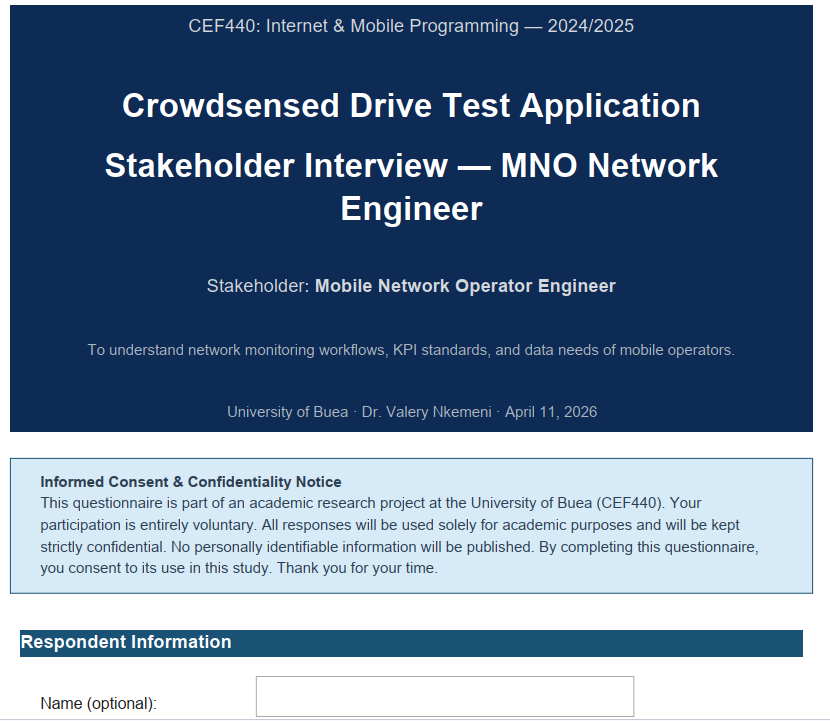 CEF440: Internet & Mobile Programming — 2024/2025
Crowdsensed Drive Test Application
Stakeholder Interview — MNO Network
Engineer
Stakeholder: Mobile Network Operator Engineer
To understand network monitoring workflows, KPI standards, and data needs of mobile operators.
University of Buea · Dr. Valery Nkemeni · April 11, 2026
Informed Consent & Confidentiality Notice
This questionnaire is part of an academic research project at the University of Buea (CEF440). Your
participation is entirely voluntary. All responses will be used solely for academic purposes and will be kept
strictly confidential. No personally identifiable information will be published. By completing this questionnaire,
you consent to its use in this study. Thank you for your time.
Respondent Information
Name (optional):